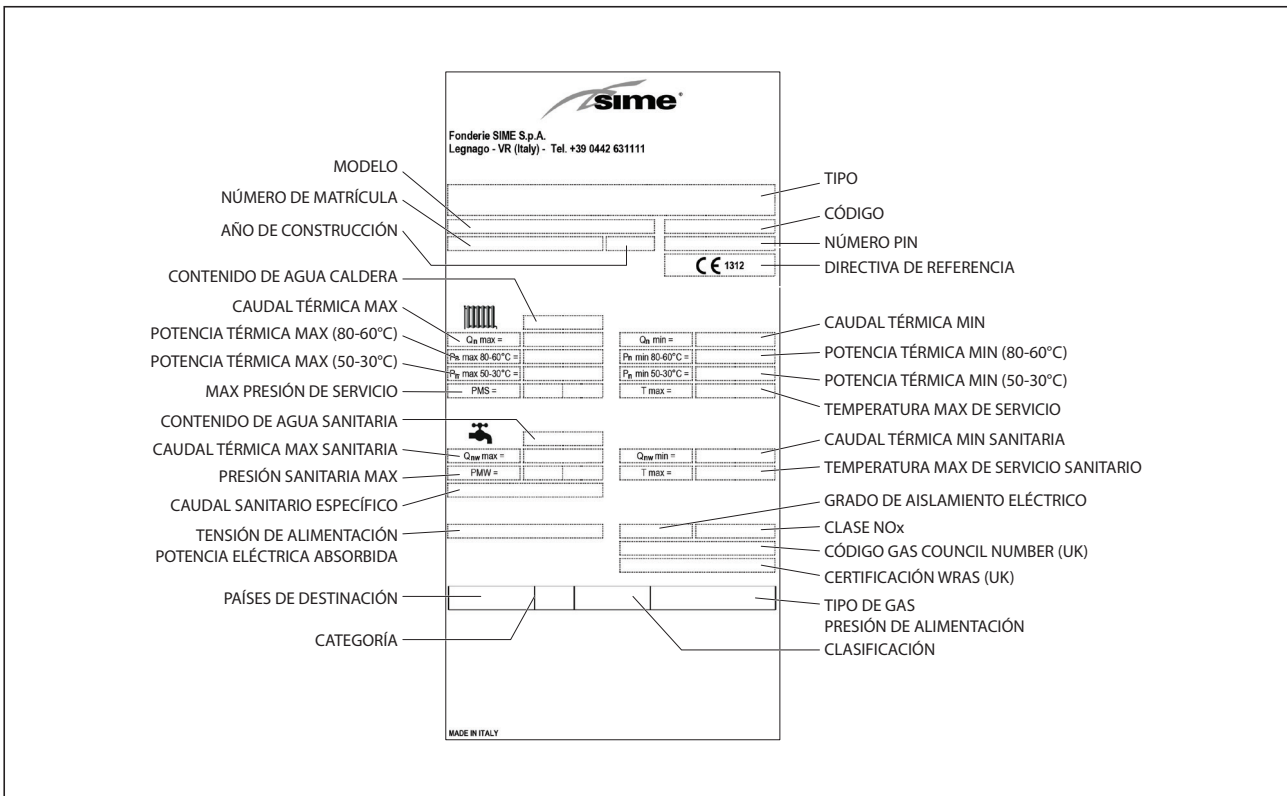 sime®
Fonderie SIME S.p.A.
Legnago - VR (Italy) - Tel. +39 0442 631111
MODELO
NÚMERO DE MATRÍCULA
AÑO DE CONSTRUCCIÓN
CONTENIDO DE AGUA CALDERA
CAUDAL TÉRMICA MAX
POTENCIA TÉRMICA MAX (80-60°C)
POTENCIA TÉRMICA MAX (50-30°C)
MAX PRESIÓN DE SERVICIO
CONTENIDO DE AGUA SANITARIA
CAUDAL TÉRMICA MAX SANITARIA
PRESIÓN SANITARIA MAX
CAUDAL SANITARIO ESPECÍFICO
TENSIÓN DE ALIMENTACIÓN
POTENCIA ELÉCTRICA ABSORBIDA
PAÍSES DE DESTINACIÓN
CATEGORÍA
CE 1312
Qn max =
Pn max 80-60°C =
Pn max 50-30°C =
PMS =
Qn min =
Pn min 80-60°C =
Pn min 50-30°C =
T max =
Qnw max =
PMW =
Qnw min =
T max =
MADE IN ITALY
TIPO
CÓDIGO
NÚMERO PIN
DIRECTIVA DE REFERENCIA
CAUDAL TÉRMICA MIN
POTENCIA TÉRMICA MIN (80-60°C)
POTENCIA TÉRMICA MIN (50-30°C)
TEMPERATURA MAX DE SERVICIO
CAUDAL TÉRMICA MIN SANITARIA
TEMPERATURA MAX DE SERVICIO SANITARIO
GRADO DE AISLAMIENTO ELÉCTRICO
CLASE NOx
CÓDIGO GAS COUNCIL NUMBER (UK)
CERTIFICACIÓN WRAS (UK)
TIPO DE GAS
PRESIÓN DE ALIMENTACIÓN
CLASIFICACIÓN